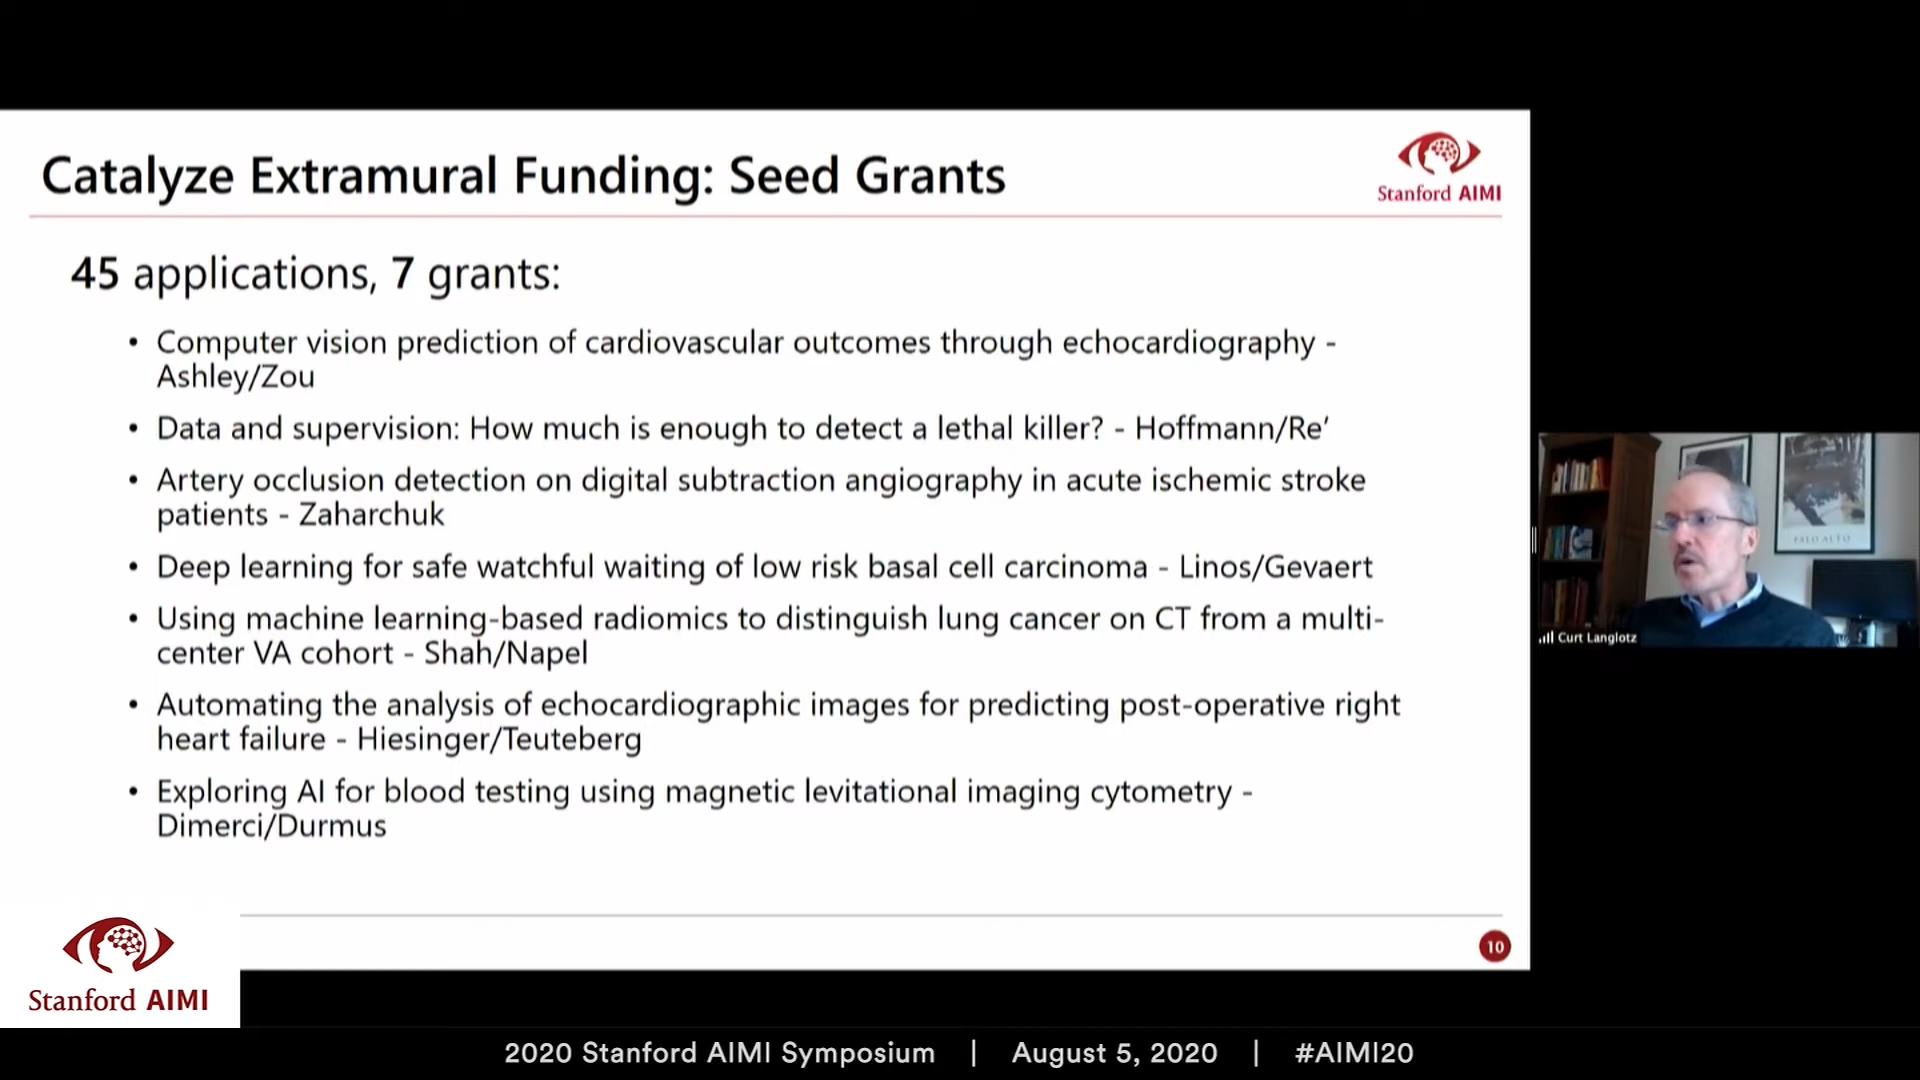 Catalyze Extramural Funding: Seed Grants
Stanford AIMI
45 applications, 7 grants:
• Computer vision prediction of cardiovascular outcomes through echocardiography -
Ashley/Zou
• Data and supervision: How much is enough to detect a lethal killer? - Hoffmann/Re’
• Artery occlusion detection on digital subtraction angiography in acute ischemic stroke
patients - Zaharchuk
• Deep learning for safe watchful waiting of low risk basal cell carcinoma - Linos/Gevaert
• Using machine learning-based radiomics to distinguish lung cancer on CT from a multi-
center VA cohort - Shah/Napel
• Automating the analysis of echocardiographic images for predicting post-operative right
heart failure - Hiesinger/Teuteberg
• Exploring AI for blood testing using magnetic levitational imaging cytometry -
Dimerci/Durmus
10
PALO ALTO
Curt Langlotz
Stanford AIMI
2020 Stanford AIMI Symposium | August 5, 2020 | #AIMI20